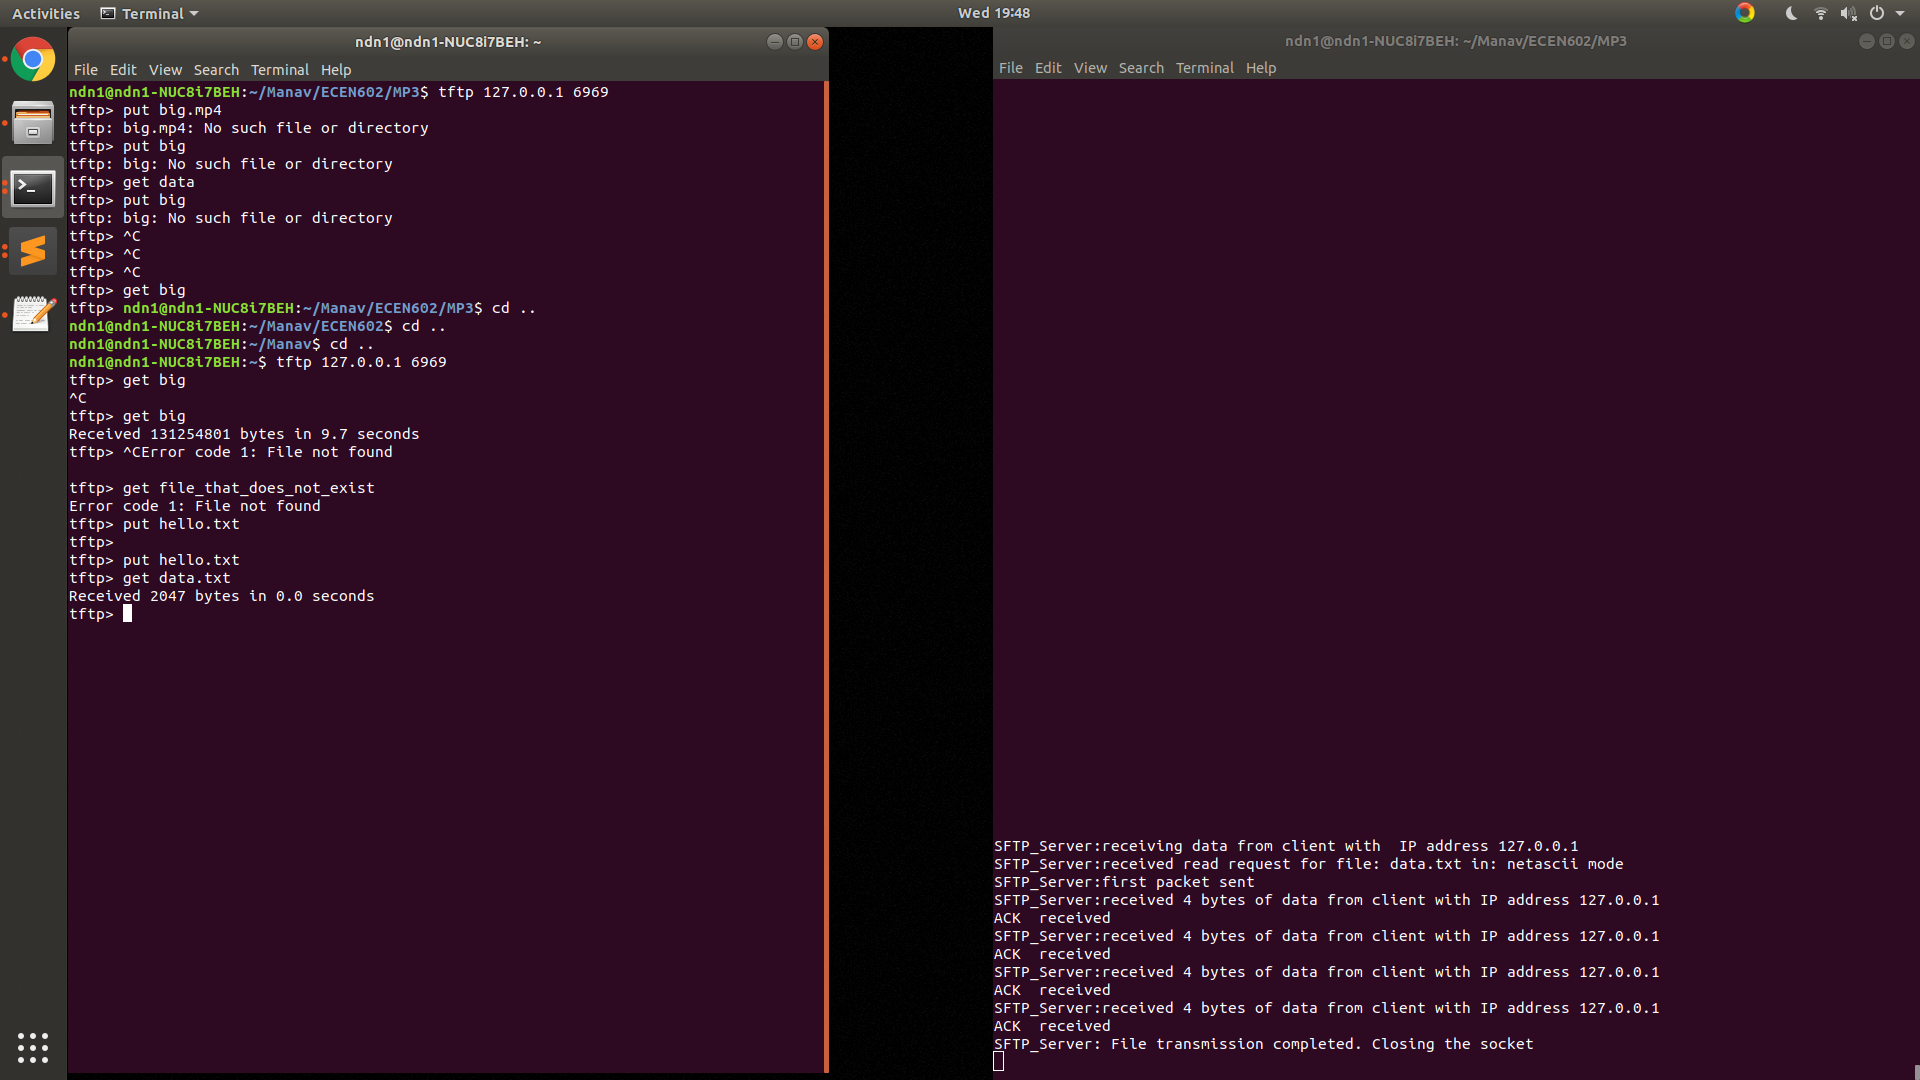 Activities Terminal Wed 19:48
ndn1@ndn1-NUC8i7BEH: ~
File Edit View Search Terminal Help
ndn1@ndn1-NUC8i7BEH:~/Manav/ECEN602/MP3$ tftp 127.0.0.1 6969
tftp> put big.mp4
tftp: big.mp4: No such file or directory
tftp> put big
tftp: big: No such file or directory
tftp> get data
tftp> put big
tftp: big: No such file or directory
tftp> ^C
tftp> ^C
tftp> ^C
tftp> get big
tftp> ndn1@ndn1-NUC8i7BEH:~/Manav/ECEN602/MP3$ cd ..
ndn1@ndn1-NUC8i7BEH:~/Manav/ECEN602$ cd ..
ndn1@ndn1-NUC8i7BEH:~/Manav$ cd ..
ndn1@ndn1-NUC8i7BEH:~$ tftp 127.0.0.1 6969
tftp> get big
^C
tftp> get big
Received 131254801 bytes in 9.7 seconds
tftp> ^CError code 1: File not found
tftp> get file_that_does_not_exist
Error code 1: File not found
tftp> put hello.txt
tftp>
tftp> put hello.txt
tftp> get data.txt
Received 2047 bytes in 0.0 seconds
tftp>
ndn1@ndn1-NUC8i7BEH: ~/Manav/ECEN602/MP3
File Edit View Search Terminal Help
SFTP_Server:receiving data from client with  IP address 127.0.0.1
SFTP_Server:received read request for file: data.txt in: netascii mode
SFTP_Server:first packet sent
SFTP_Server:received 4 bytes of data from client with IP address 127.0.0.1
ACK  received
SFTP_Server:received 4 bytes of data from client with IP address 127.0.0.1
ACK  received
SFTP_Server:received 4 bytes of data from client with IP address 127.0.0.1
ACK  received
SFTP_Server:received 4 bytes of data from client with IP address 127.0.0.1
ACK  received
SFTP_Server: File transmission completed. Closing the socket